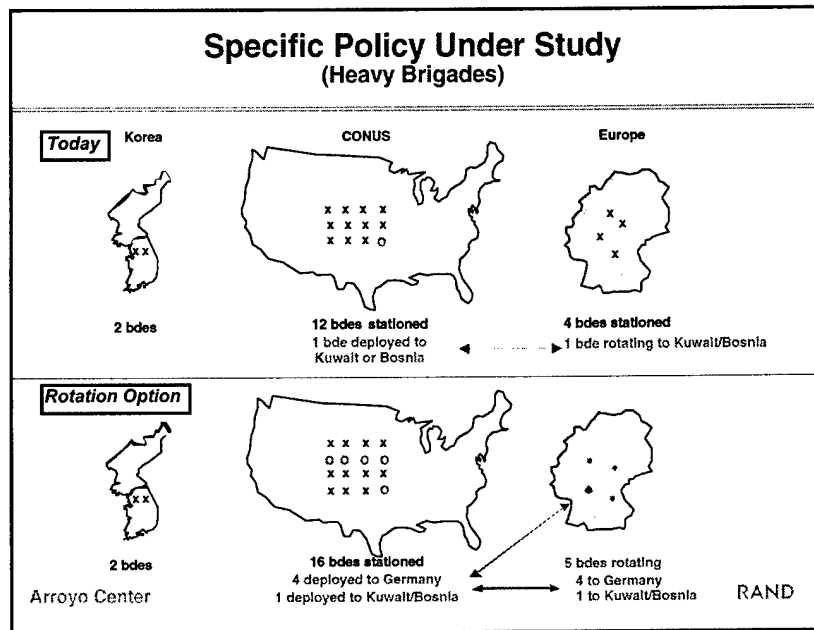 Specific Policy Under Study
(Heavy Brigades)
Today
Korea
CONUS
Europe
x x x x
x x x x
x x x o
x x
x
x
x
x
2 bdes
12 bdes stationed
1 bde deployed to
Kuwait or Bosnia
4 bdes stationed
1 bde rotating to Kuwait/Bosnia
Rotation Option
x x x x
o o o o
x x x x
x x x o
x x
2 bdes
16 bdes stationed
4 deployed to Germany
1 deployed to Kuwait/Bosnia
5 bdes rotating
4 to Germany
1 to Kuwait/Bosnia
Arroyo Center
RAND